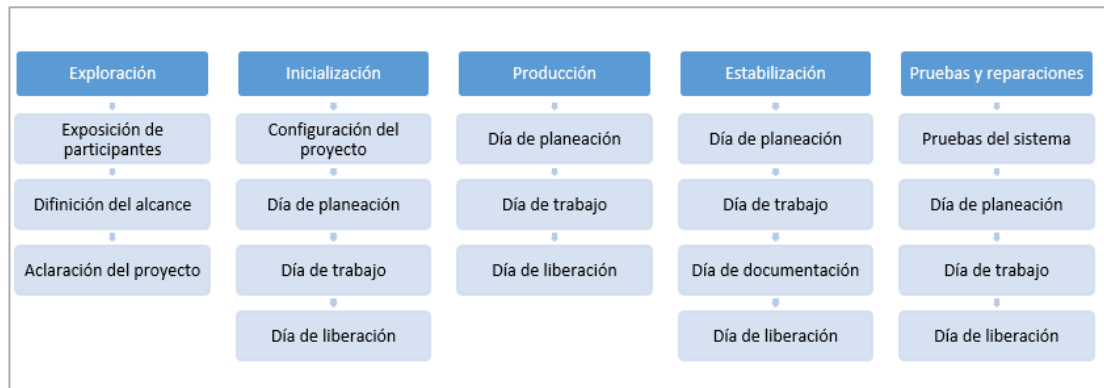 Exploración
Exposición de
participantes
Difinición del alcance
Aclaración del proyecto
Inicialización
Configuración del
proyecto
Día de planeación
Día de trabajo
Día de liberación
Producción
Día de planeación
Día de trabajo
Día de liberación
Estabilización
Día de planeación
Día de trabajo
Día de documentación
Día de liberación
Pruebas y reparaciones
Pruebas del sistema
Día de planeación
Día de trabajo
Día de liberación